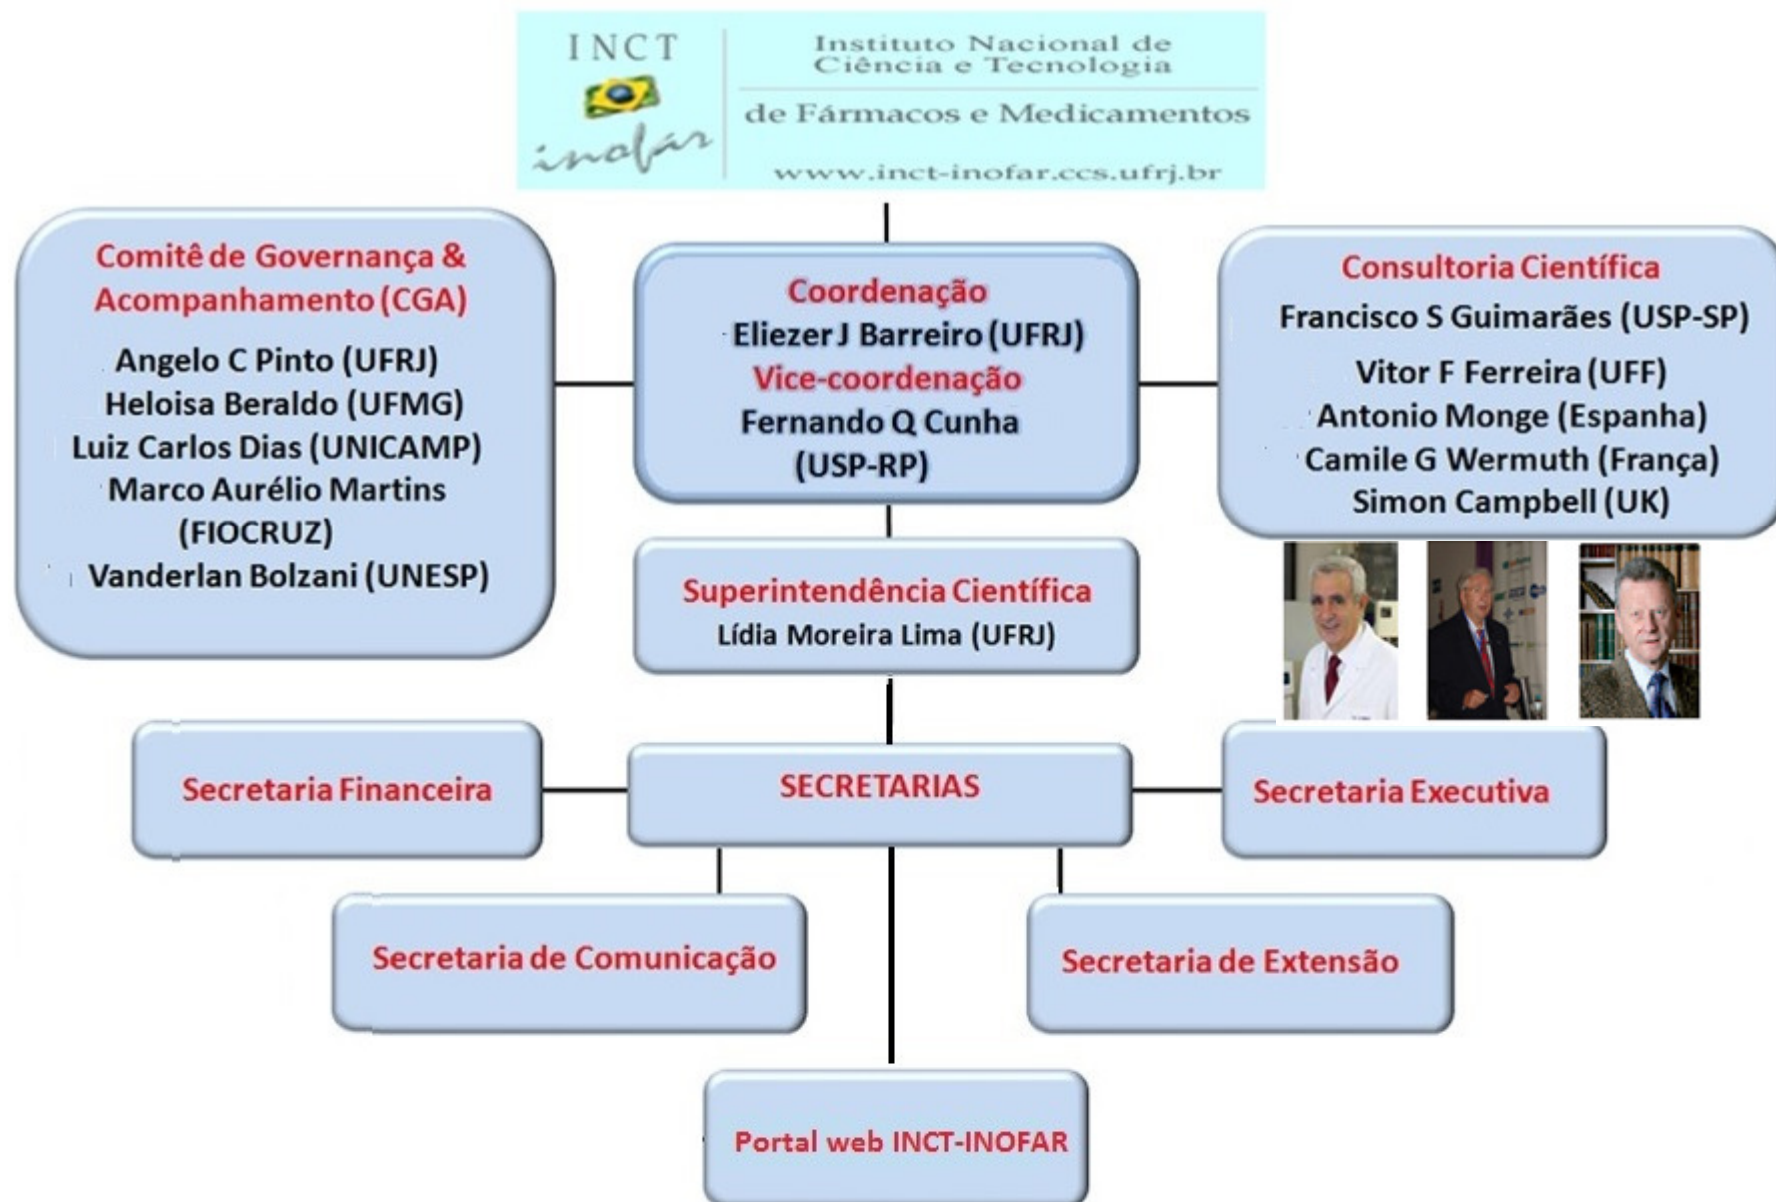 INCT
inofar
Instituto Nacional de
Ciência e Tecnologia
de Fármacos e Medicamentos
www.inct-inofar.ccs.ufrj.br
Comitê de Governança &
Acompanhamento (CGA)
Angelo C Pinto (UFRJ)
Heloisa Beraldo (UFMG)
Luiz Carlos Dias (UNICAMP)
Marco Aurélio Martins
(FIOCRUZ)
Vanderlan Bolzani (UNESP)
Coordenação
Eliezer J Barreiro (UFRJ)
Vice-coordenação
Fernando Q Cunha
(USP-RP)
Consultoria Científica
Francisco S Guimarães (USP-SP)
Vitor F Ferreira (UFF)
Antonio Monge (Espanha)
Camile G Wermuth (França)
Simon Campbell (UK)
Superintendência Científica
Lídia Moreira Lima (UFRJ)
Secretaria Financeira
SECRETARIAS
Secretaria Executiva
Secretaria de Comunicação
Secretaria de Extensão
Portal web INCT-INOFAR